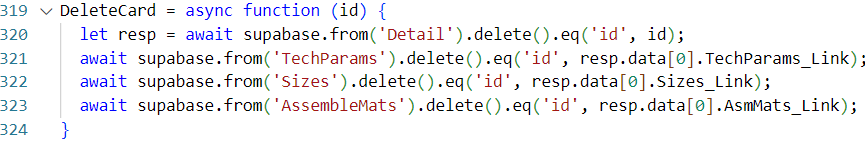 319 DeleteCard = async function (id) {
320 let resp = await supabase.from('Detail').delete().eq('id', id);
321 await supabase.from('TechParams').delete().eq('id', resp.data[0].TechParams_Link);
322 await supabase.from('Sizes').delete().eq('id', resp.data[0].Sizes_Link);
323 await supabase.from('AssembleMats').delete().eq('id', resp.data[0].AsmMats_Link);
324 }